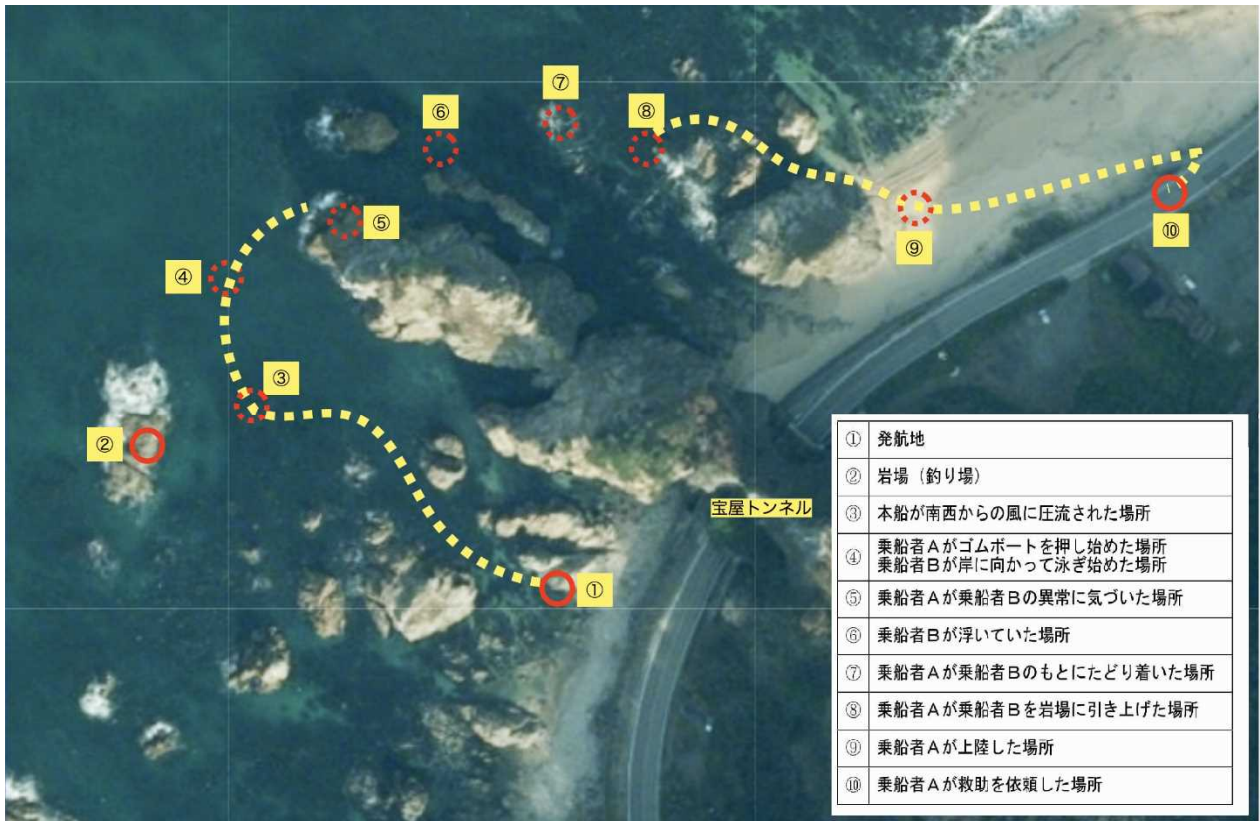 ⑦
⑥
⑧
⑤
④
⑨
⑩
③
②
宝屋トンネル
①
① 発航地
② 岩場（釣り場）
③ 本船が南西からの風に圧流された場所
④ 乗船者Aがゴムボートを押し始めた場所
乗船者Bが岸に向かって泳ぎ始めた場所
⑤ 乗船者Aが乗船者Bの異常に気づいた場所
⑥ 乗船者Bが浮いていた場所
⑦ 乗船者Aが乗船者Bのもとにたどり着いた場所
⑧ 乗船者Aが乗船者Bを岩場に引き上げた場所
⑨ 乗船者Aが上陸した場所
⑩ 乗船者Aが救助を依頼した場所